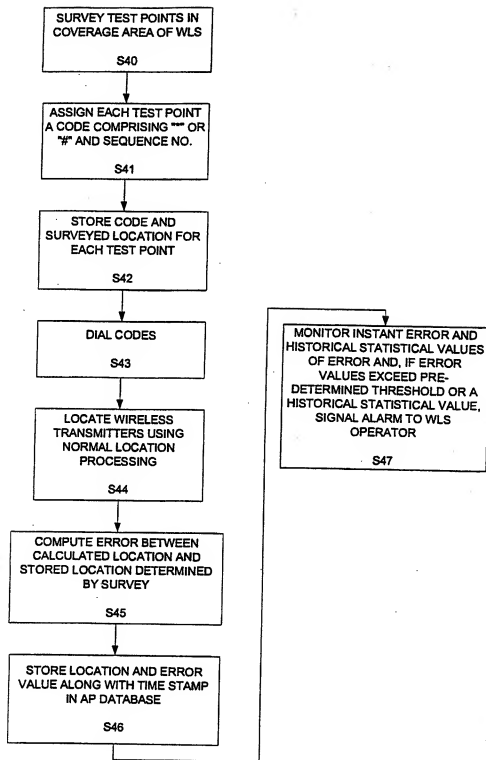 SURVEY TEST POINTS IN
COVERAGE AREA OF WLS
S40
ASSIGN EACH TEST POINT
A CODE COMPRISING "*" OR
"#" AND SEQUENCE NO.
S41
STORE CODE AND
SURVEYED LOCATION FOR
EACH TEST POINT
S42
DIAL CODES
S43
LOCATE WIRELESS
TRANSMITTERS USING
NORMAL LOCATION
PROCESSING
S44
COMPUTE ERROR BETWEEN
CALCULATED LOCATION AND
STORED LOCATION DETERMINED
BY SURVEY
S45
STORE LOCATION AND ERROR
VALUE ALONG WITH TIME STAMP
IN AP DATABASE
S46
MONITOR INSTANT ERROR AND
HISTORICAL STATISTICAL VALUES
OF ERROR AND, IF ERROR
VALUES EXCEED PRE-
DETERMINED THRESHOLD OR A
HISTORICAL STATISTICAL VALUE,
SIGNAL ALARM TO WLS
OPERATOR
S47